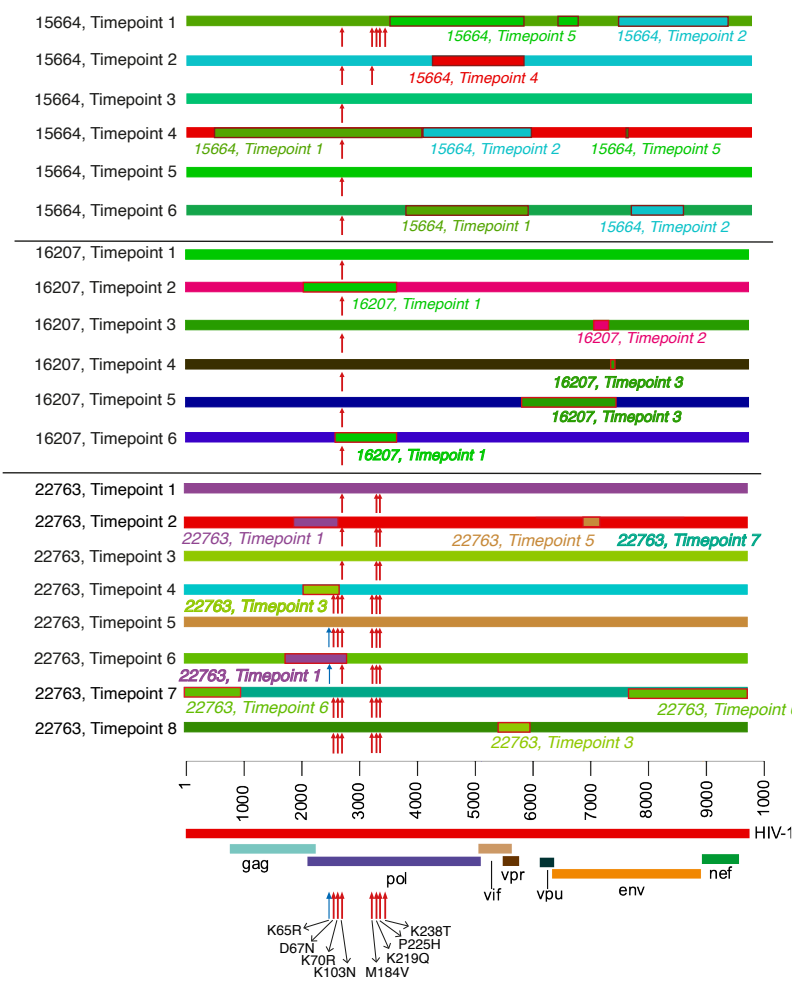 15664, Timepoint 1
15664, Timepoint 5
15664, Timepoint 2
15664, Timepoint 2
15664, Timepoint 4
15664, Timepoint 3
15664, Timepoint 4
15664, Timepoint 1
15664, Timepoint 2
15664, Timepoint 5
15664, Timepoint 5
15664, Timepoint 6
15664, Timepoint 1
15664, Timepoint 2
16207, Timepoint 1
16207, Timepoint 2
16207, Timepoint 1
16207, Timepoint 3
16207, Timepoint 2
16207, Timepoint 4
16207, Timepoint 3
16207, Timepoint 5
16207, Timepoint 3
16207, Timepoint 6
16207, Timepoint 1
22763, Timepoint 1
22763, Timepoint 2
22763, Timepoint 1
22763, Timepoint 5
22763, Timepoint 7
22763, Timepoint 3
22763, Timepoint 4
22763, Timepoint 3
22763, Timepoint 5
22763, Timepoint 6
22763, Timepoint 1
22763, Timepoint 7
22763, Timepoint 6
22763, Timepoint
22763, Timepoint 8
22763, Timepoint 3
1
1000
2000
3000
4000
5000
6000
7000
8000
9000
1000
HIV-1
gag
pol
vif
vpr
vpu
env
nef
K65R
D67N
K70R
K103N
M184V
K238T
P225H
K219Q